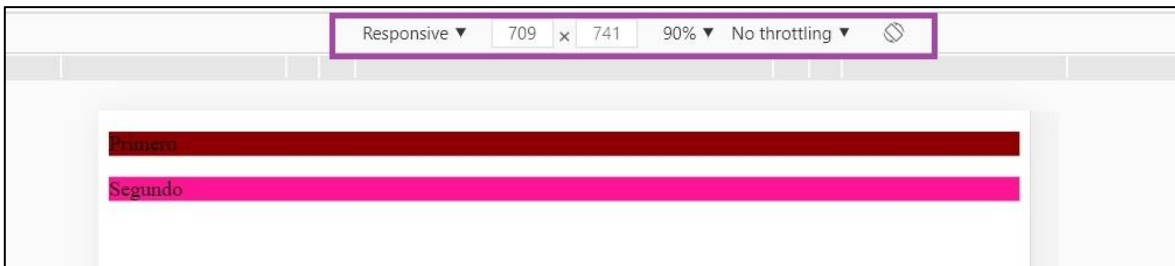 Responsive ▼ 709 × 741 90% ▼ No throttling ▼
Primero
Segundo